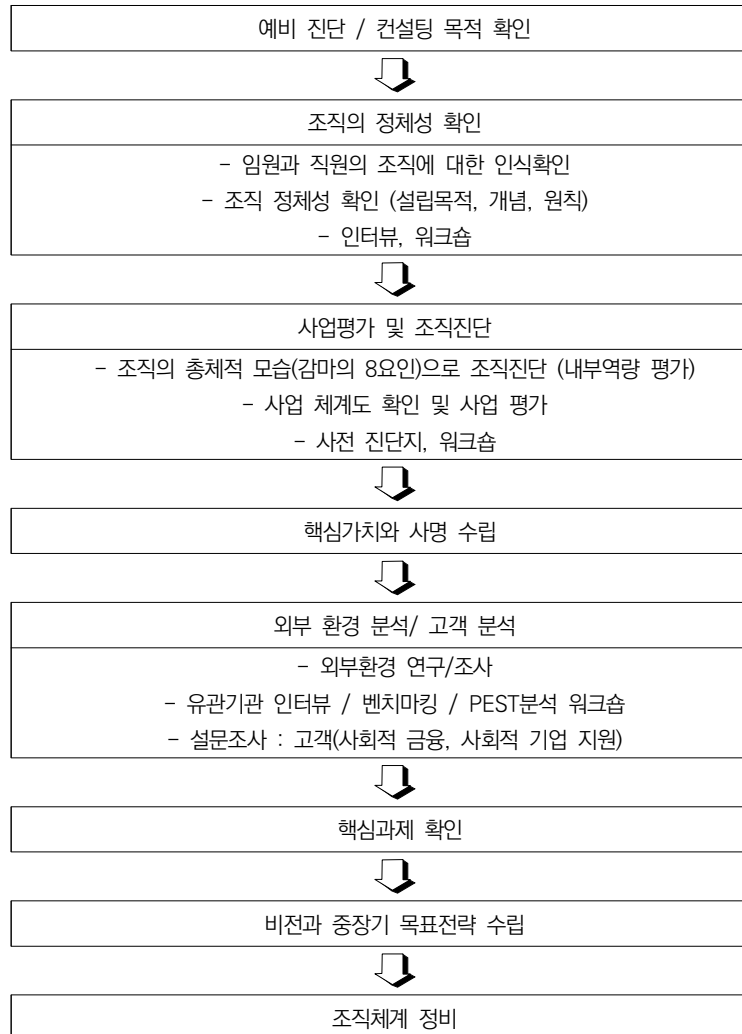 예비 진단 / 컨설팅 목적 확인
조직의 정체성 확인
- 임원과 직원의 조직에 대한 인식확인
- 조직 정체성 확인 (설립목적, 개념, 원칙)
- 인터뷰, 워크숍
사업평가 및 조직진단
- 조직의 총체적 모습(감마의 8요인)으로 조직진단 (내부역량 평가)
- 사업 체계도 확인 및 사업 평가
- 사전 진단지, 워크숍
핵심가치와 사명 수립
외부 환경 분석/ 고객 분석
- 외부환경 연구/조사
- 유관기관 인터뷰 / 벤치마킹 / PEST분석 워크숍
- 설문조사 : 고객(사회적 금융, 사회적 기업 지원)
핵심과제 확인
비전과 중장기 목표전략 수립
조직체계 정비